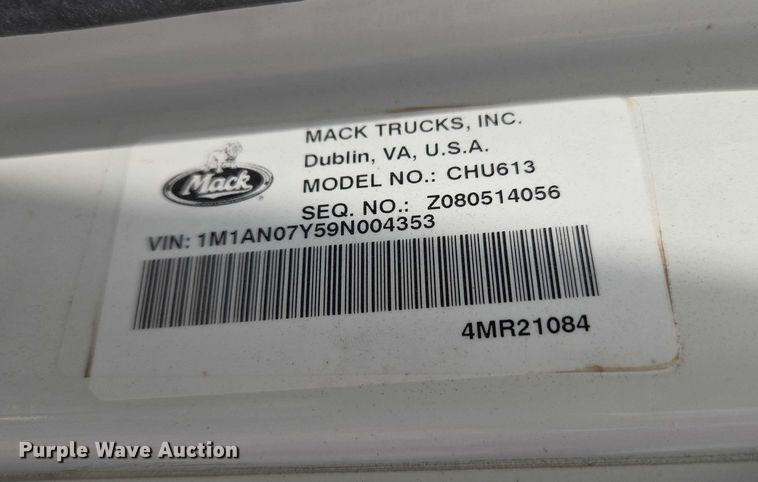 MACK TRUCKS, INC.
Dublin, VA, U.S.A.
MODEL NO.: CHU613
SEQ. NO.: Z080514056
Mack
VIN: 1M1AN07Y59N004353
4MR21084
Purple Wave Auction